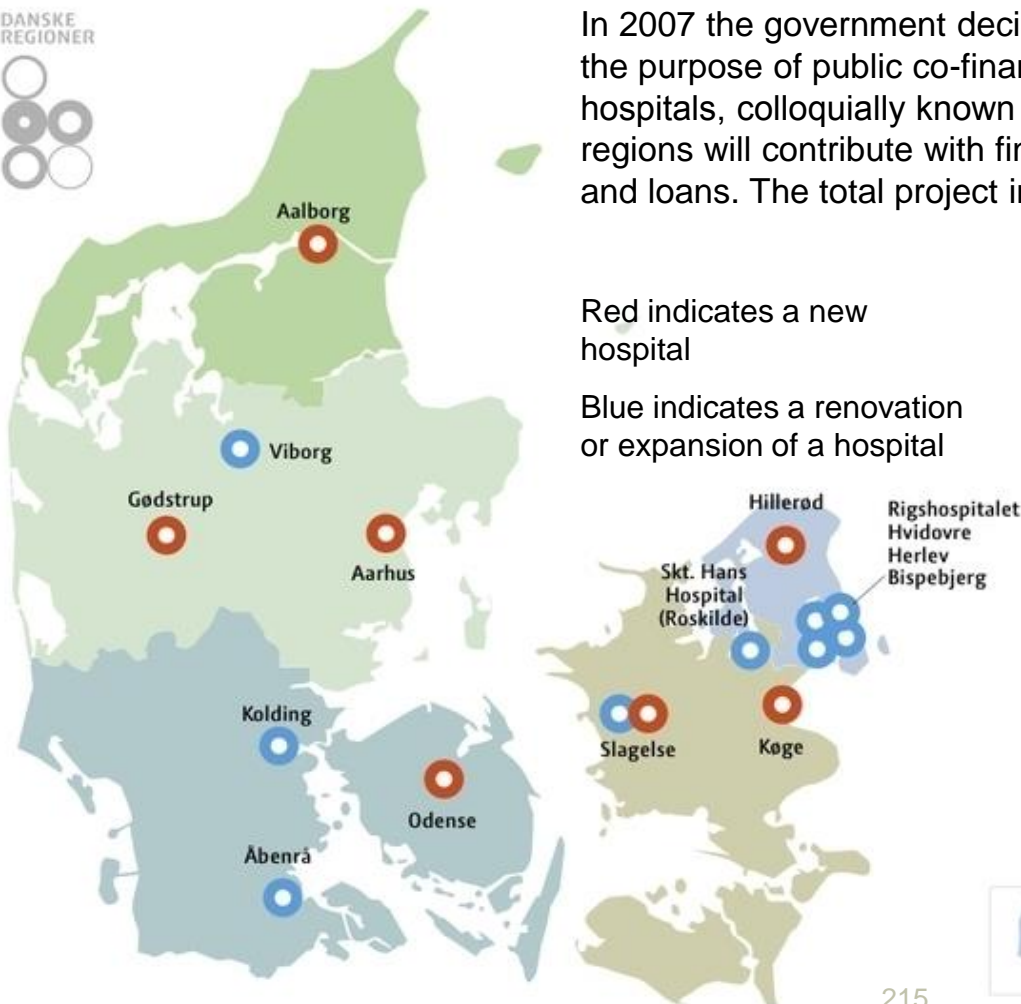 DANSKE
REGIONER
In 2007 the government deci
the purpose of public co-finar
hospitals, colloquially known
regions will contribute with fin
and loans. The total project in
Red indicates a new
hospital
Blue indicates a renovation
or expansion of a hospital
Aalborg
Viborg
Gødstrup
Aarhus
Hillerød
Rigshospitalet
Hvidovre
Herlev
Bispebjerg
Skt. Hans
Hospital
(Roskilde)
Kolding
Slagelse
Køge
Odense
Åbenrå
215